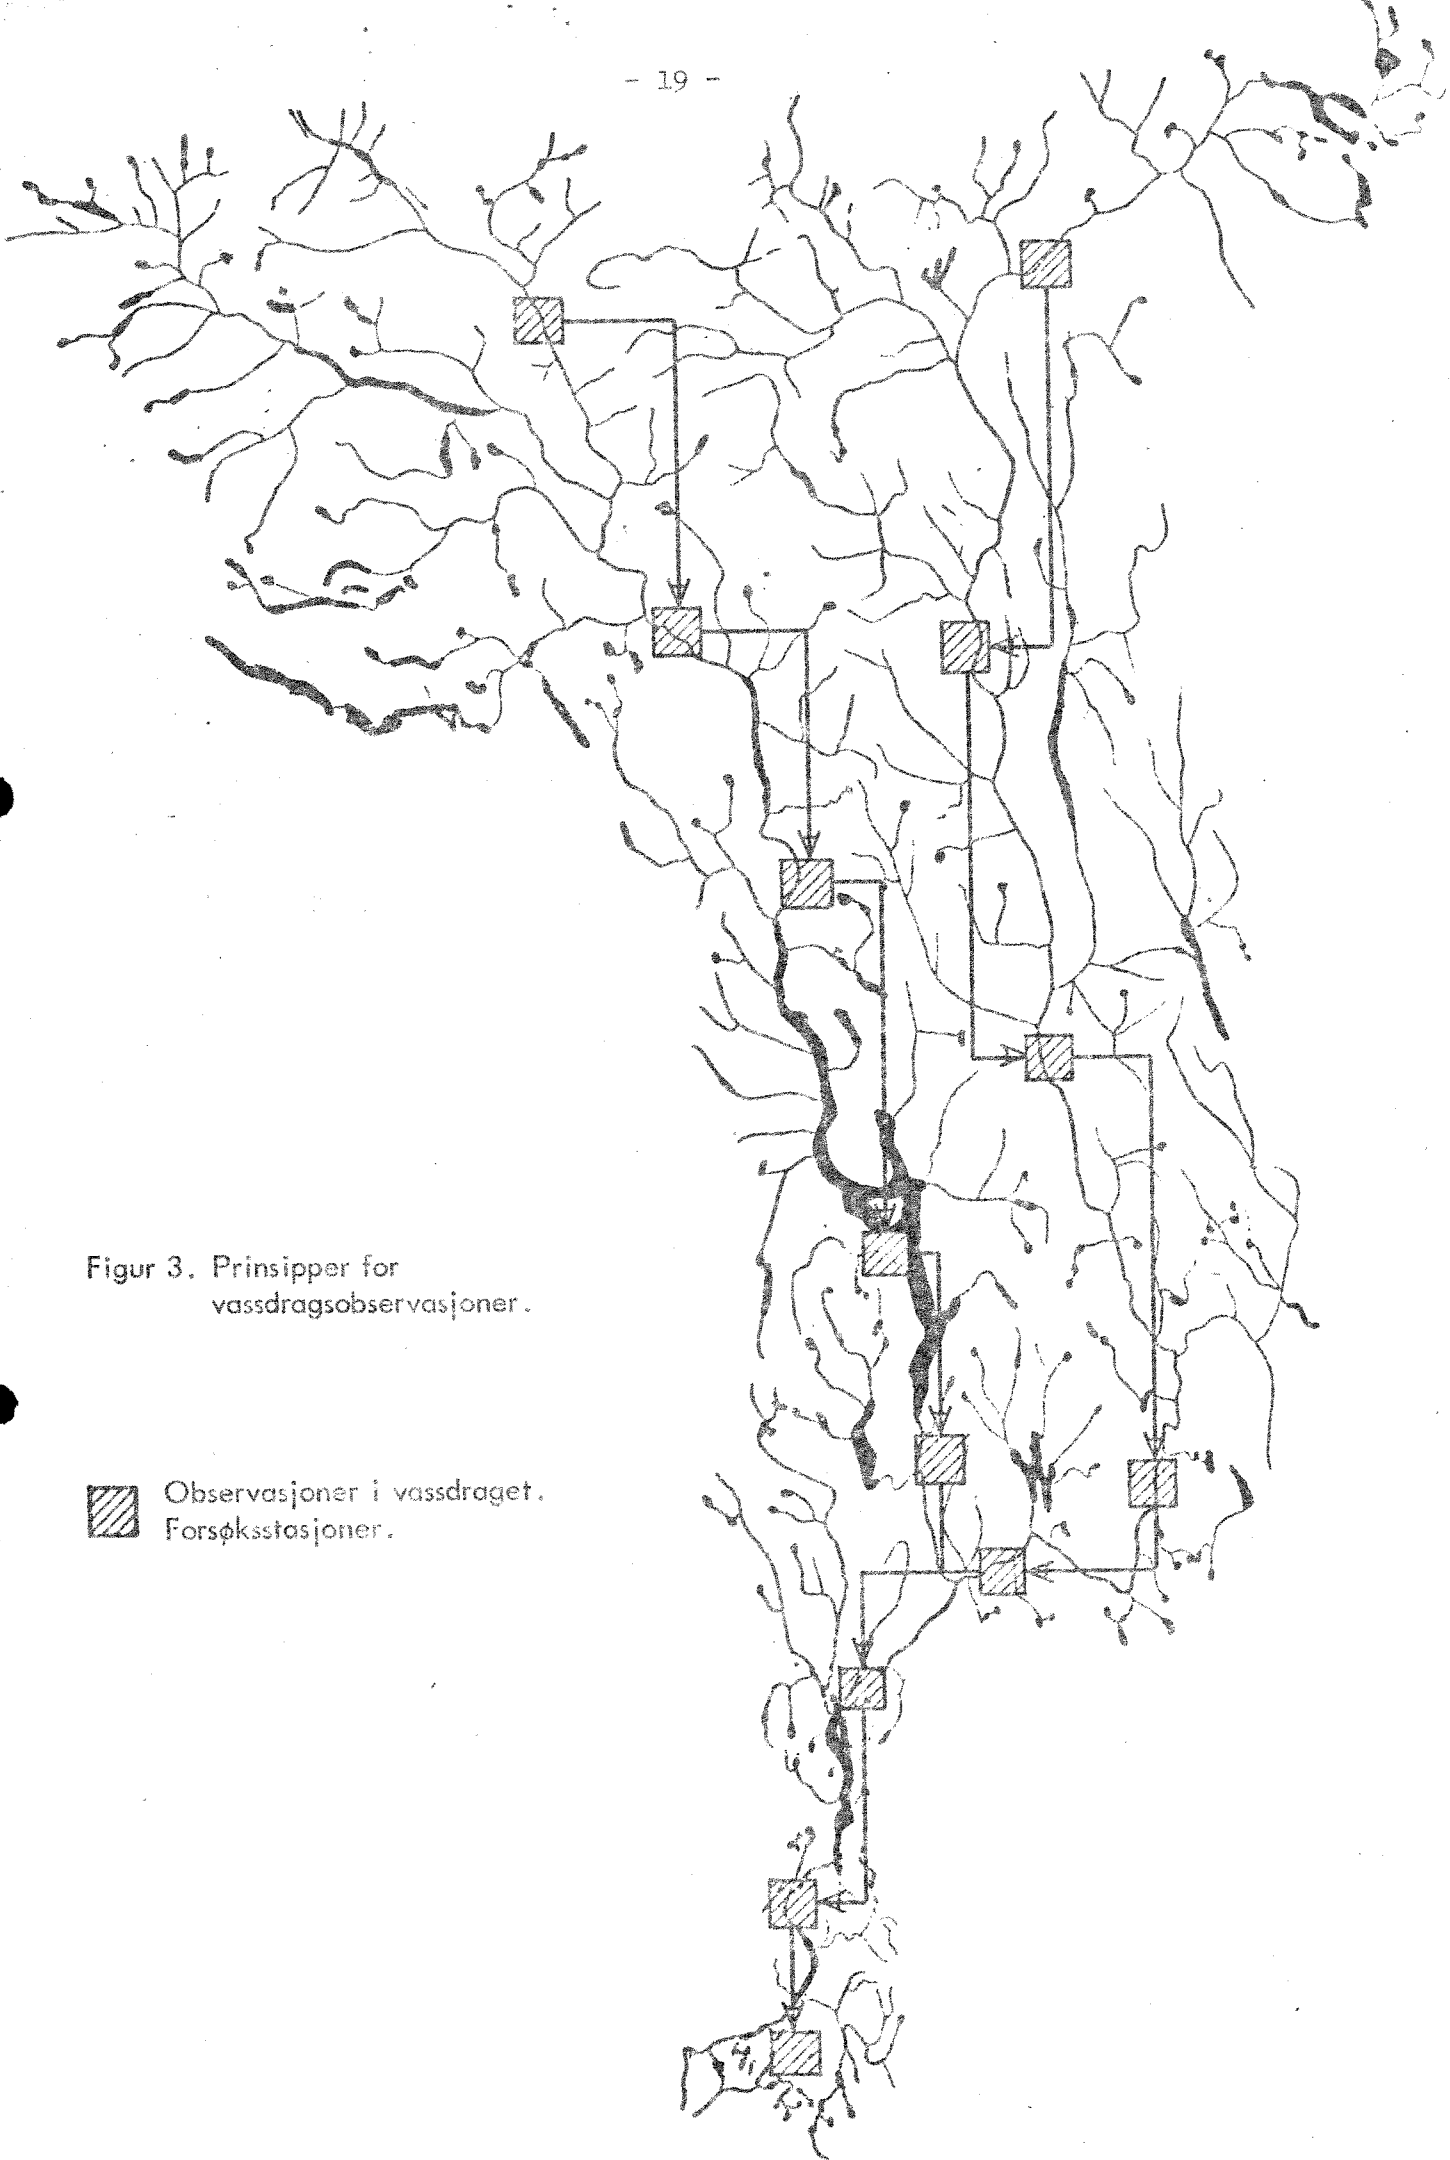 - 19 -
Figur 3. Prinsipper for
vassdragsobservasjoner.
Observasjoner i vassdraget.
Forsøksstasjoner.